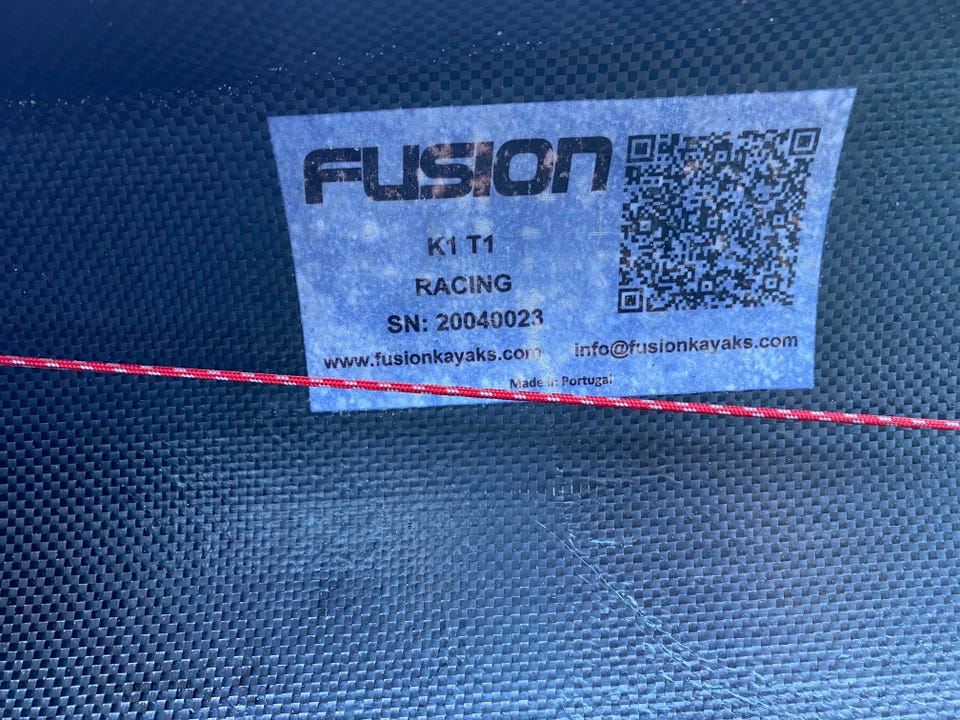 FUSION
K1 T1
RACING
SN: 20040023
www.fusionkayaks.com info@fusionkayaks.com
Made in Portugal